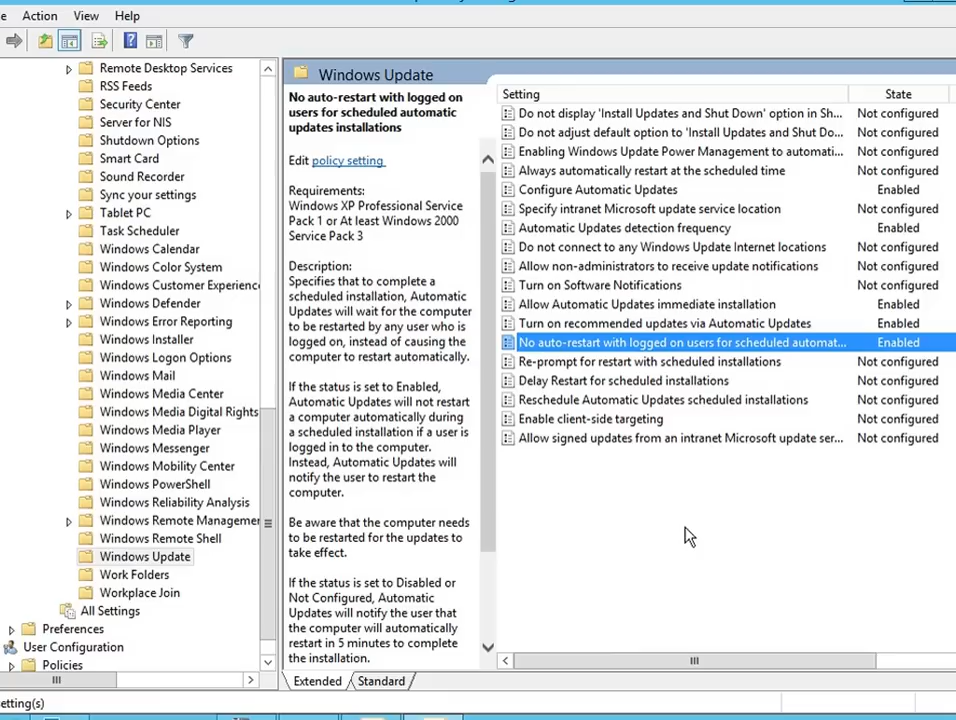 Action View Help
Remote Desktop Services
RSS Feeds
Security Center
Server for NIS
Shutdown Options
Smart Card
Sound Recorder
Sync your settings
Tablet PC
Task Scheduler
Windows Calendar
Windows Color System
Windows Customer Experience
Windows Defender
Windows Error Reporting
Windows Installer
Windows Logon Options
Windows Mail
Windows Media Center
Windows Media Digital Rights
Windows Media Player
Windows Messenger
Windows Mobility Center
Windows PowerShell
Windows Reliability Analysis
Windows Remote Managemer
Windows Remote Shell
Windows Update
Work Folders
Workplace Join
All Settings
Preferences
User Configuration
Policies
Windows Update
No auto-restart with logged on
users for scheduled automatic
updates installations
Edit policy setting
Requirements:
Windows XP Professional Service
Pack 1 or At least Windows 2000
Service Pack 3
Description:
Specifies that to complete a
scheduled installation, Automatic
Updates will wait for the computer
to be restarted by any user who is
logged on, instead of causing the
computer to restart automatically.
If the status is set to Enabled,
Automatic Updates will not restart
a computer automatically during
a scheduled installation if a user is
logged in to the computer.
Instead, Automatic Updates will
notify the user to restart the
computer.
Be aware that the computer needs
to be restarted for the updates to
take effect.
If the status is set to Disabled or
Not Configured, Automatic
Updates will notify the user that
the computer will automatically
restart in 5 minutes to complete
the installation.
Setting State
Do not display 'Install Updates and Shut Down' option in Sh... Not configured
Do not adjust default option to 'Install Updates and Shut Do... Not configured
Enabling Windows Update Power Management to automati... Not configured
Always automatically restart at the scheduled time Not configured
Configure Automatic Updates Enabled
Specify intranet Microsoft update service location Not configured
Automatic Updates detection frequency Enabled
Do not connect to any Windows Update Internet locations Not configured
Allow non-administrators to receive update notifications Not configured
Turn on Software Notifications Not configured
Allow Automatic Updates immediate installation Enabled
Turn on recommended updates via Automatic Updates Enabled
No auto-restart with logged on users for scheduled automat... Enabled
Re-prompt for restart with scheduled installations Not configured
Delay Restart for scheduled installations Not configured
Reschedule Automatic Updates scheduled installations Not configured
Enable client-side targeting Not configured
Allow signed updates from an intranet Microsoft update ser... Not configured
Extended Standard
etting(s)